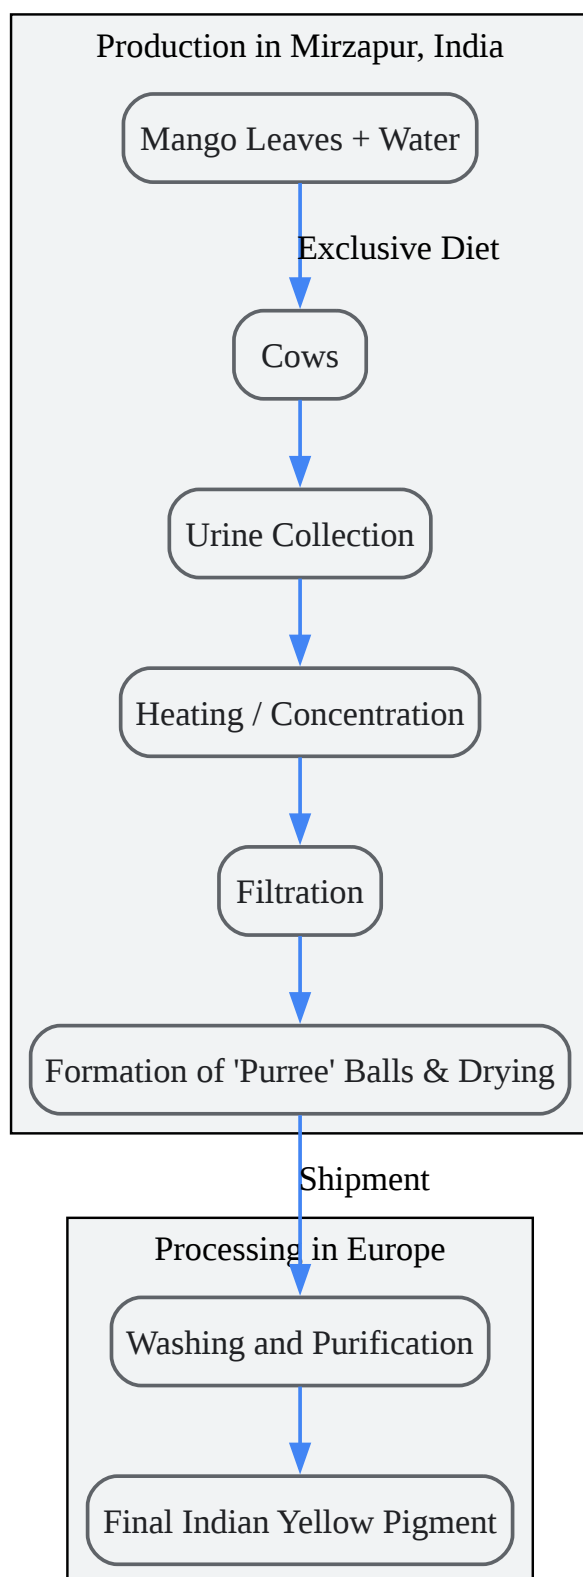 Production in Mirzapur, India
Mango Leaves + Water
Exclusive Diet
Cows
Urine Collection
Heating / Concentration
Filtration
Formation of 'Purree' Balls & Drying
Shipment
Processing in Europe
Washing and Purification
Final Indian Yellow Pigment